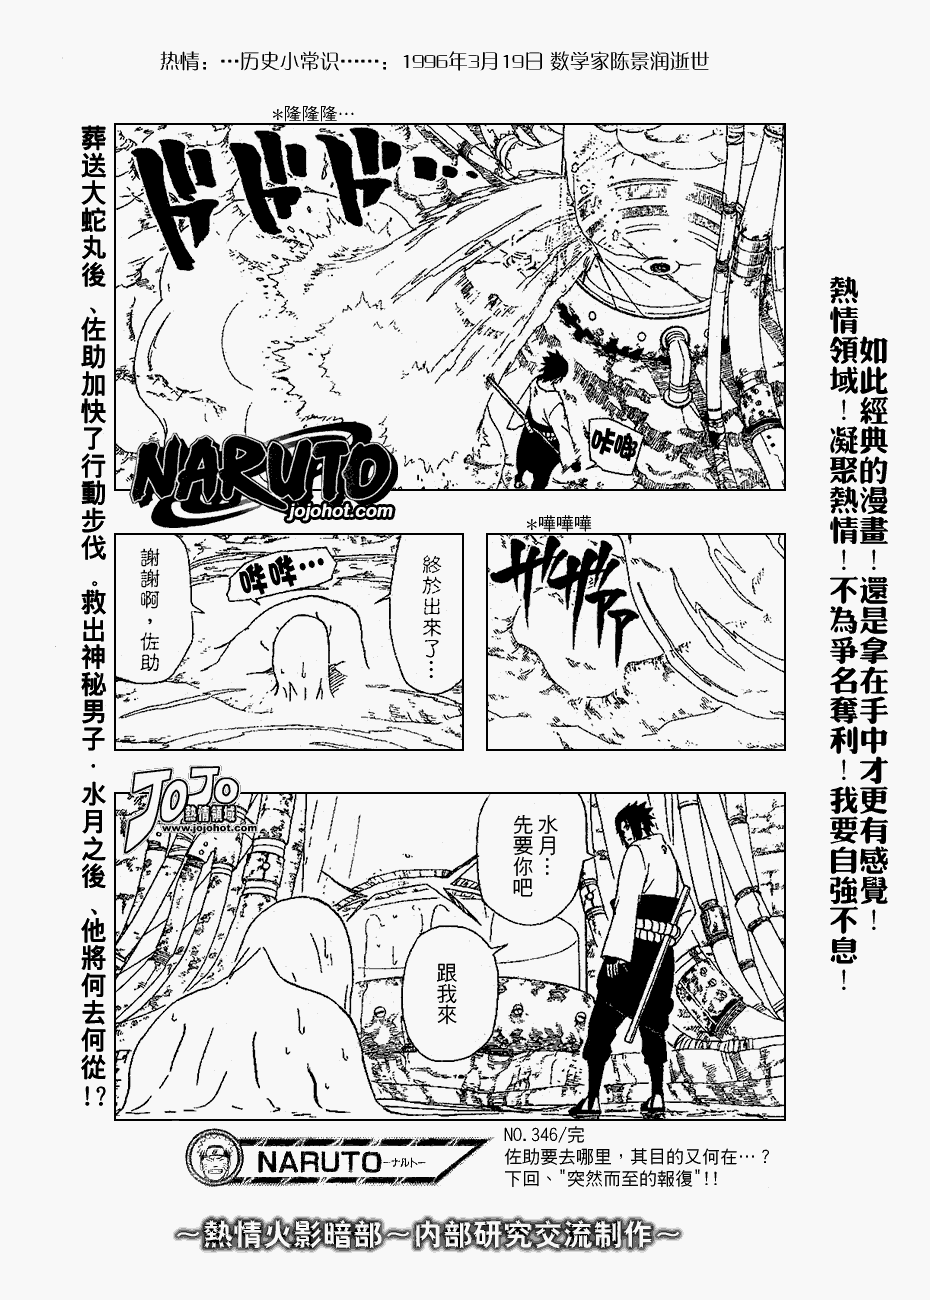 热情：…历史小常识……：1996年3月19日 数学家陈景润逝世
*隆隆隆…
ドドド…
葬送大蛇丸後、佐助加快了行動步伐。救出神秘男子．水月之後、他將何去何從!?
如此經典的漫畫！還是拿在手中才更有感覺！
熱情領域！凝聚熱情！不為爭名奪利！我要自強不息！
咔啷
NARUTO
jojohot.com
*嘩嘩嘩
ザザァァ
終於出來了…
哗哗…
謝謝啊，佐助
JOJO
熱情領域
www.jojohot.com
水月…
先要你吧
跟我來
NARUTO
ーナルトー
NO.346/完
佐助要去哪里，其目的又何在…？
下回、"突然而至的報復"!!
～熱情火影暗部～内部研究交流制作～